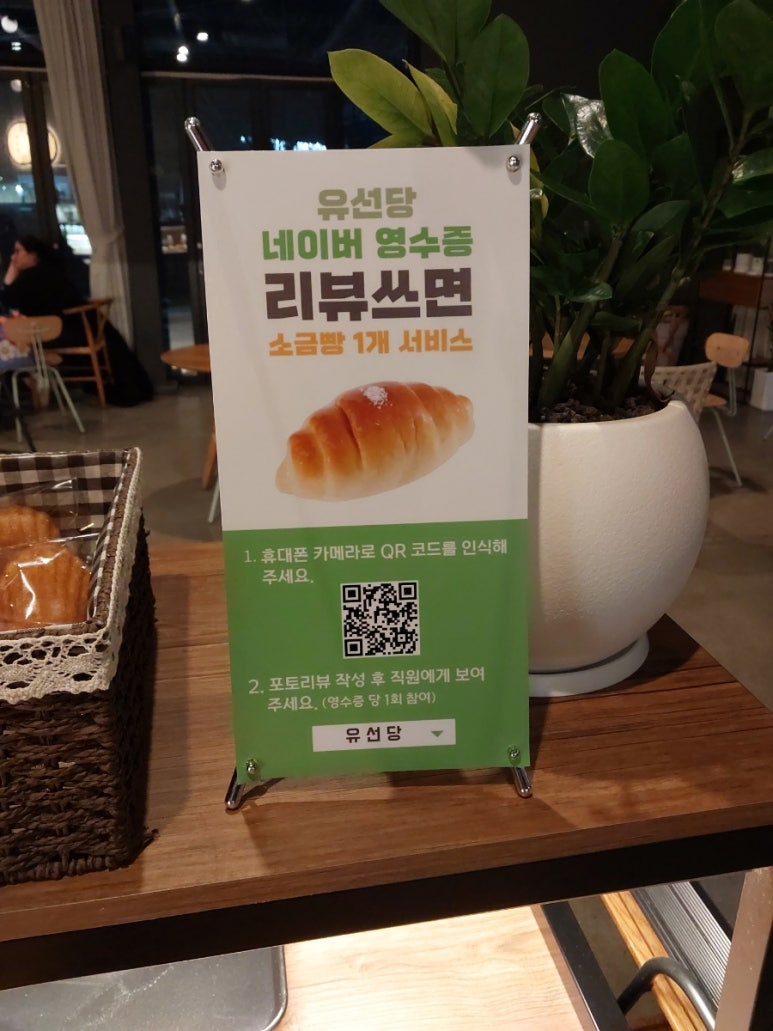 유선당
네이버 영수증
리뷰쓰면
소금빵 1개 서비스
1. 휴대폰 카메라로 QR 코드를 인식해
주세요.
2. 포토리뷰 작성 후 직원에게 보여
주세요. (영수증 당 1회 참여)
유선당